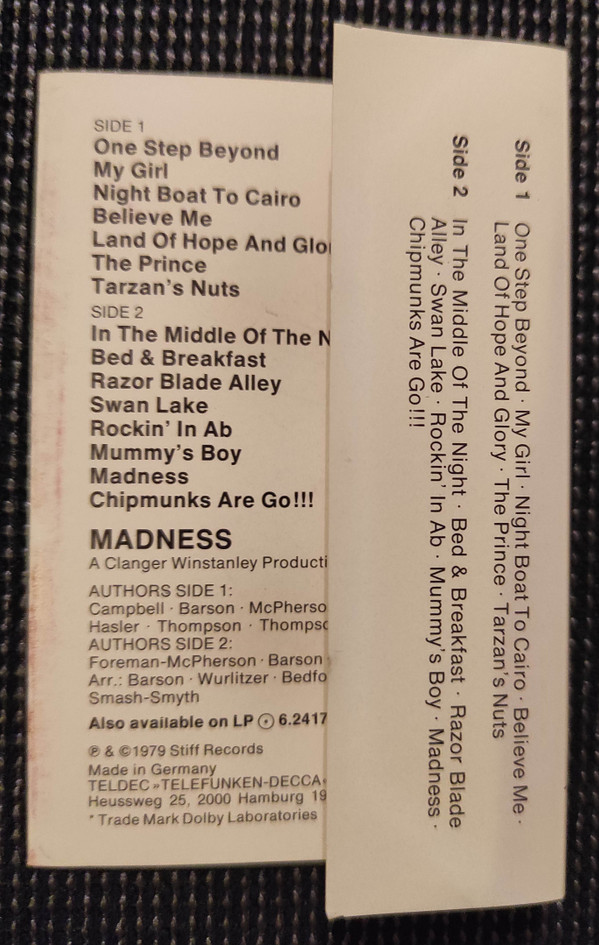 SIDE 1
One Step Beyond
My Girl
Night Boat To Cairo
Believe Me
Land Of Hope And Glo
The Prince
Tarzan's Nuts
SIDE 2
In The Middle Of The N
Bed & Breakfast
Razor Blade Alley
Swan Lake
Rockin' In Ab
Mummy's Boy
Madness
Chipmunks Are Go!!!
MADNESS
A Clanger Winstanley Producti
AUTHORS SIDE 1:
Campbell · Barson · McPherso
Hasler · Thompson · Thompsc
AUTHORS SIDE 2:
Foreman-McPherson · Barson
Arr.: Barson · Wurlitzer · Bedfo
Smash-Smyth
Also available on LP 6.2417
℗ & ©1979 Stiff Records
Made in Germany
TELDEC »TELEFUNKEN-DECCA«
Heussweg 25, 2000 Hamburg 19
* Trade Mark Dolby Laboratories
Side 1 One Step Beyond · My Girl · Night Boat To Cairo · Believe Me ·
Land Of Hope And Glory · The Prince · Tarzan's Nuts
Side 2 In The Middle Of The Night · Bed & Breakfast · Razor Blade
Alley · Swan Lake · Rockin' In Ab · Mummy's Boy · Madness ·
Chipmunks Are Go!!!